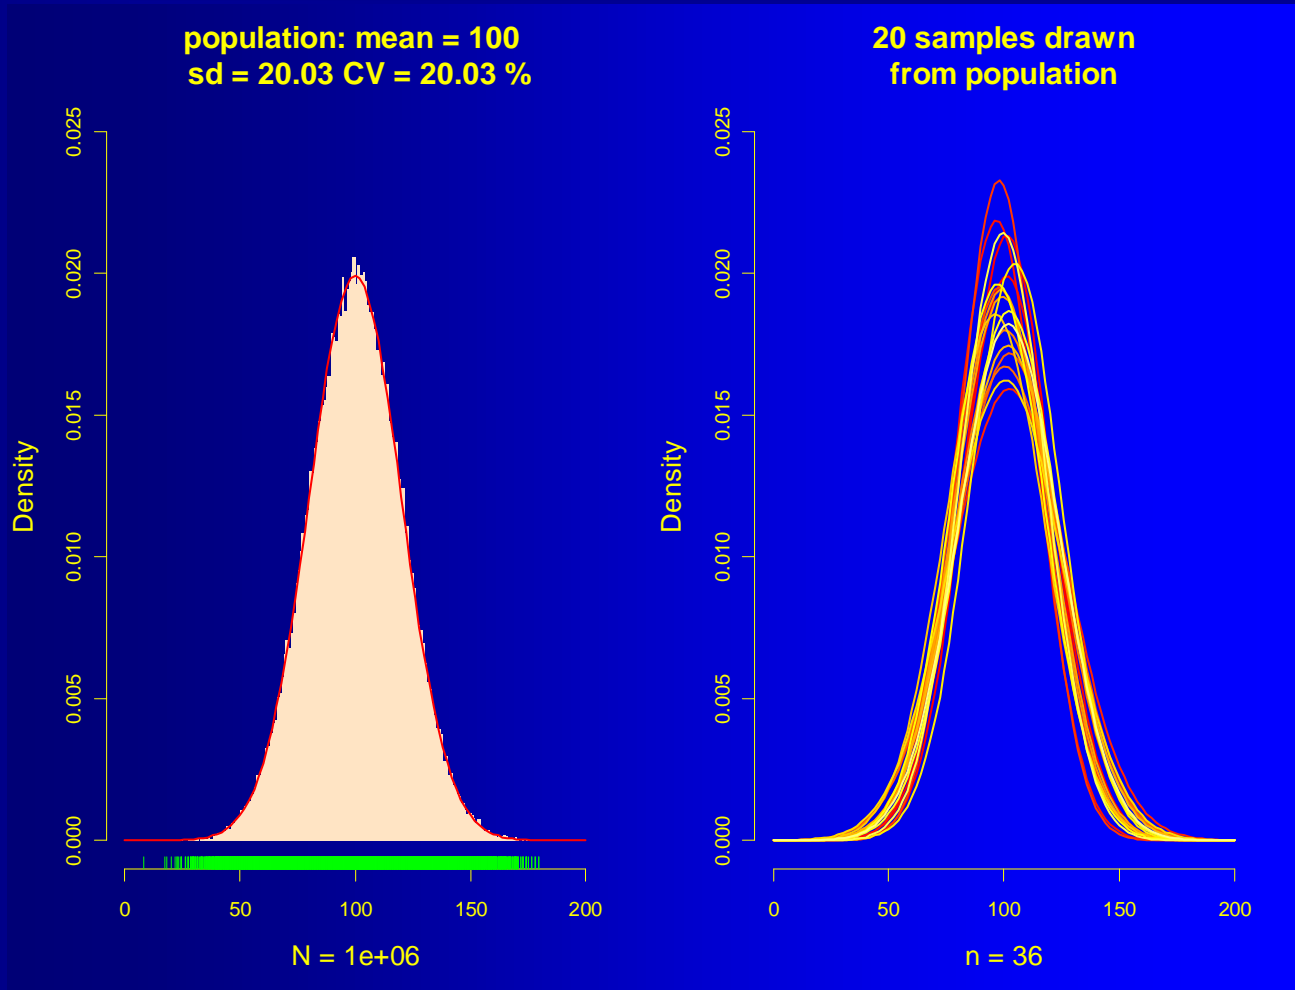 population: mean = 100
sd = 20.03 CV = 20.03 %
Density
0.025
0.020
0.015
0.010
0.005
0.000
0 50 100 150 200
N = 1e+06
20 samples drawn
from population
Density
0.025
0.020
0.015
0.010
0.005
0.000
0 50 100 150 200
n = 36